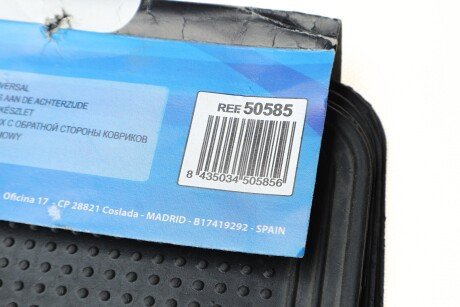 VERSAL
S AAN DE ACHTERZIJDE
KÉSZLET
Х С ОБРАТНОЙ СТОРОНЫ КОВРИКОВ
MOWY
REF. 50585
8 435034 505856
Oficina 17 - CP 28821 Coslada - MADRID - B17419292 - SPAIN